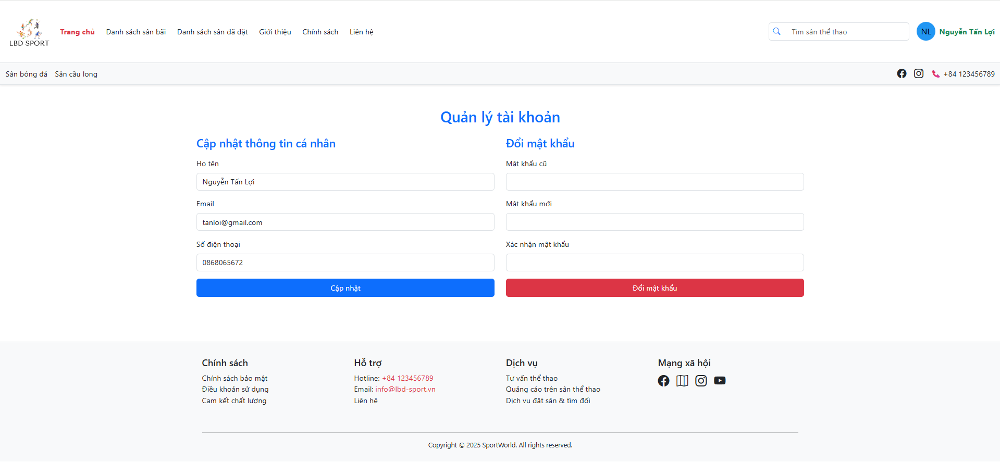 LBD SPORT
Trang chủ Danh sách sân bãi Danh sách sân đã đặt Giới thiệu Chính sách Liên hệ
Tìm sân thể thao
NL Nguyễn Tấn Lợi
Sân bóng đá Sân cầu long
+84 123456789
Quản lý tài khoản
Cập nhật thông tin cá nhân
Họ tên
Nguyễn Tấn Lợi
Email
tanloi@gmail.com
Số điện thoại
0868065672
Cập nhật
Đổi mật khẩu
Mật khẩu cũ
Mật khẩu mới
Xác nhận mật khẩu
Đổi mật khẩu
Chính sách
Chính sách bảo mật
Điều khoản sử dụng
Cam kết chất lượng
Hỗ trợ
Hotline: +84 123456789
Email: info@lbd-sport.vn
Liên hệ
Dịch vụ
Tư vấn thể thao
Quảng cáo trên sân thể thao
Dịch vụ đặt sân & tìm đối
Mạng xã hội
Copyright © 2025 SportWorld. All rights reserved.